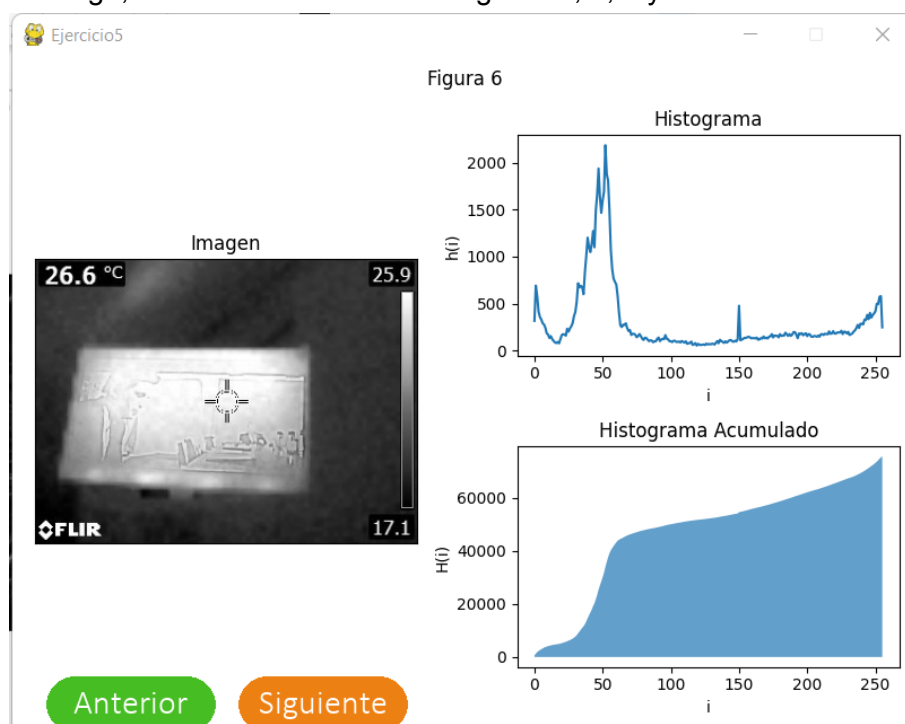 Ejercicio5
Figura 6
Imagen
26.6 °C
25.9
17.1
FLIR
Histograma
h(i)
2000
1500
1000
500
0
0 50 100 150 200 250
i
Histograma Acumulado
H(i)
60000
40000
20000
0
0 50 100 150 200 250
i
Anterior
Siguiente